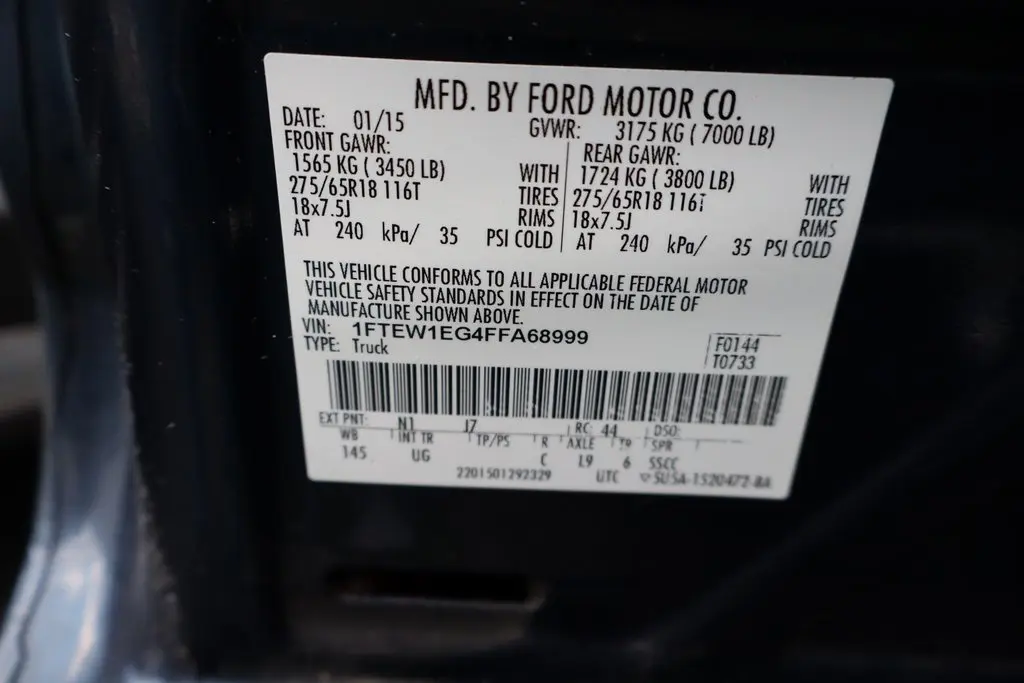 MFD. BY FORD MOTOR CO.
DATE: 01/15 GVWR: 3175 KG ( 7000 LB)
FRONT GAWR: REAR GAWR:
1565 KG ( 3450 LB) WITH 1724 KG ( 3800 LB) WITH
275/65R18 116T TIRES 275/65R18 116T TIRES
18x7.5J RIMS 18x7.5J RIMS
AT 240 kPa/ 35 PSI COLD AT 240 kPa/ 35 PSI COLD
THIS VEHICLE CONFORMS TO ALL APPLICABLE FEDERAL MOTOR
VEHICLE SAFETY STANDARDS IN EFFECT ON THE DATE OF
MANUFACTURE SHOWN ABOVE.
VIN: 1FTEW1EG4FFA68999
TYPE: Truck
F0144
T0733
EXT PNT: N1 J7 RC: 44 DSO:
WB INT TR TP/PS R AXLE TR SPR
145 UG C L9 6 SSCC
2201501292329 UTC ▽ SU5A-1520472-BA